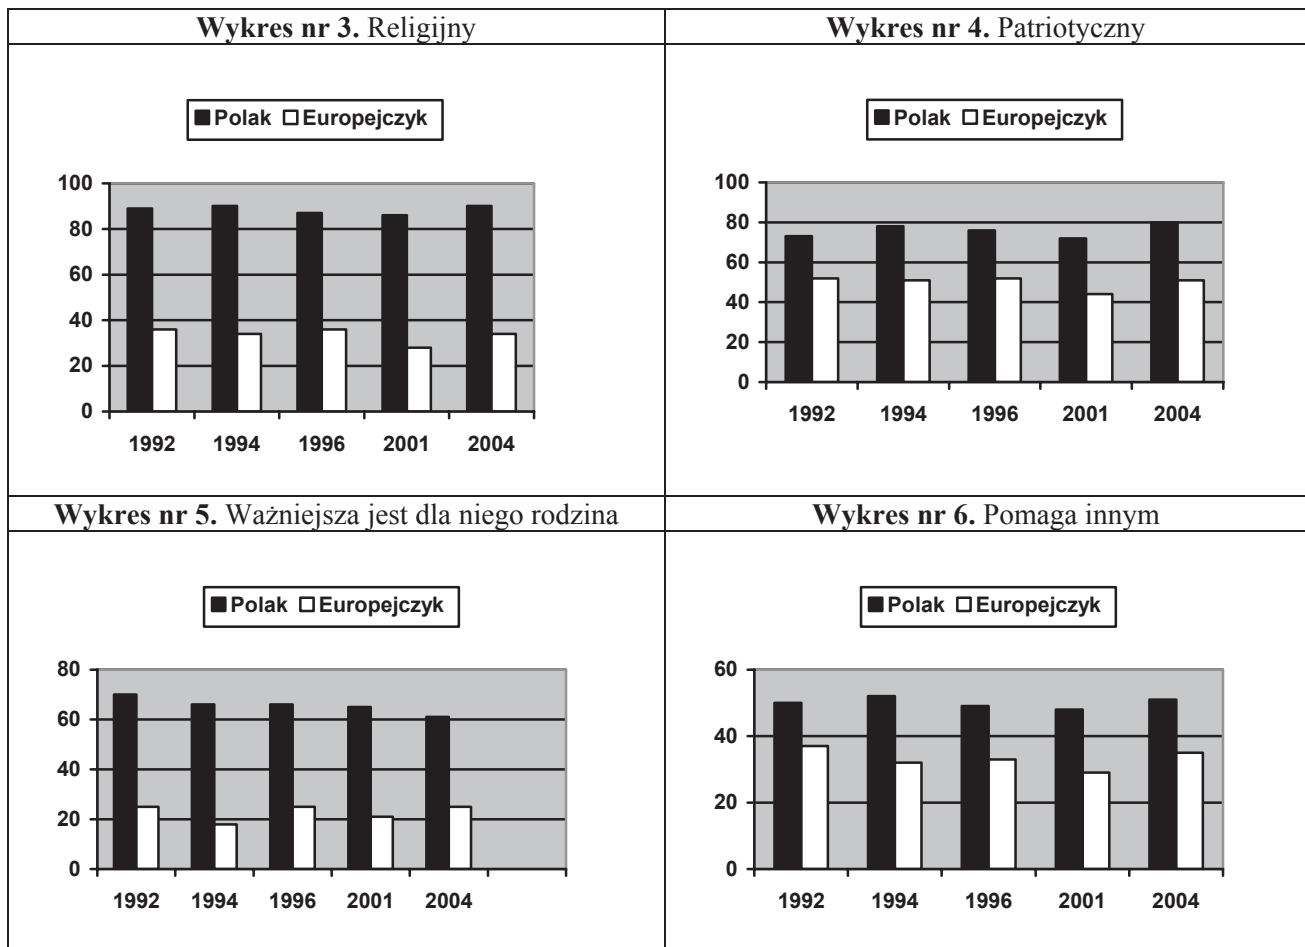 Wykres nr 3. Religijny
Wykres nr 4. Patriotyczny
Polak Europejczyk
100
80
60
40
20
0
1992 1994 1996 2001 2004
Polak Europejczyk
100
80
60
40
20
0
1992 1994 1996 2001 2004
Wykres nr 5. Ważniejsza jest dla niego rodzina
Wykres nr 6. Pomaga innym
Polak Europejczyk
80
60
40
20
0
1992 1994 1996 2001 2004
Polak Europejczyk
60
40
20
0
1992 1994 1996 2001 2004